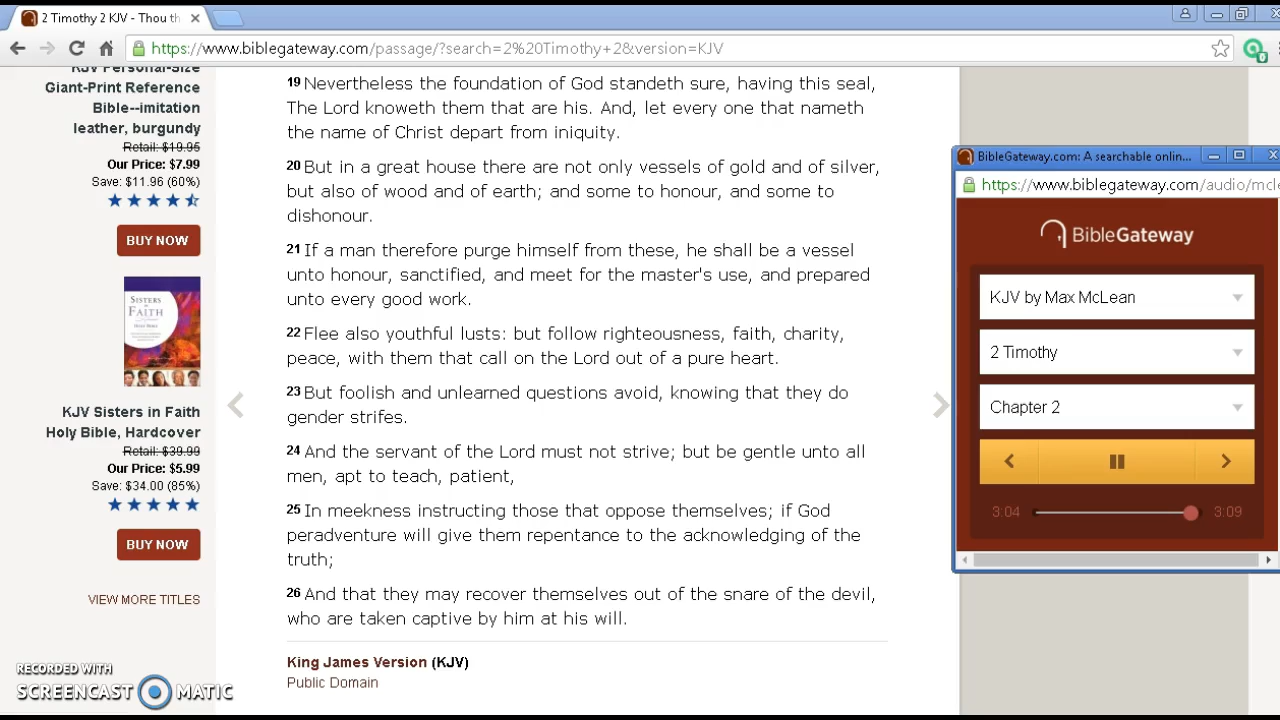 2 Timothy 2 KJV - Thou th
https://www.biblegateway.com/passage/?search=2%20Timothy+2&version=KJV
KJV Personal-Size
Giant-Print Reference
Bible--imitation
leather, burgundy
Retail: $19.95
Our Price: $7.99
Save: $11.96 (60%)
BUY NOW
SISTERS
IN
FAITH
HOLY BIBLE
KJV Sisters in Faith
Holy Bible, Hardcover
Retail: $39.99
Our Price: $5.99
Save: $34.00 (85%)
BUY NOW
VIEW MORE TITLES
19 Nevertheless the foundation of God standeth sure, having this seal,
The Lord knoweth them that are his. And, let every one that nameth
the name of Christ depart from iniquity.
20 But in a great house there are not only vessels of gold and of silver,
but also of wood and of earth; and some to honour, and some to
dishonour.
21 If a man therefore purge himself from these, he shall be a vessel
unto honour, sanctified, and meet for the master's use, and prepared
unto every good work.
22 Flee also youthful lusts: but follow righteousness, faith, charity,
peace, with them that call on the Lord out of a pure heart.
23 But foolish and unlearned questions avoid, knowing that they do
gender strifes.
24 And the servant of the Lord must not strive; but be gentle unto all
men, apt to teach, patient,
25 In meekness instructing those that oppose themselves; if God
peradventure will give them repentance to the acknowledging of the
truth;
26 And that they may recover themselves out of the snare of the devil,
who are taken captive by him at his will.
King James Version (KJV)
Public Domain
BibleGateway.com: A searchable onlin...
https://www.biblegateway.com/audio/mcle
BibleGateway
KJV by Max McLean
2 Timothy
Chapter 2
3:04
3:09
RECORDED WITH
SCREENCAST MATIC